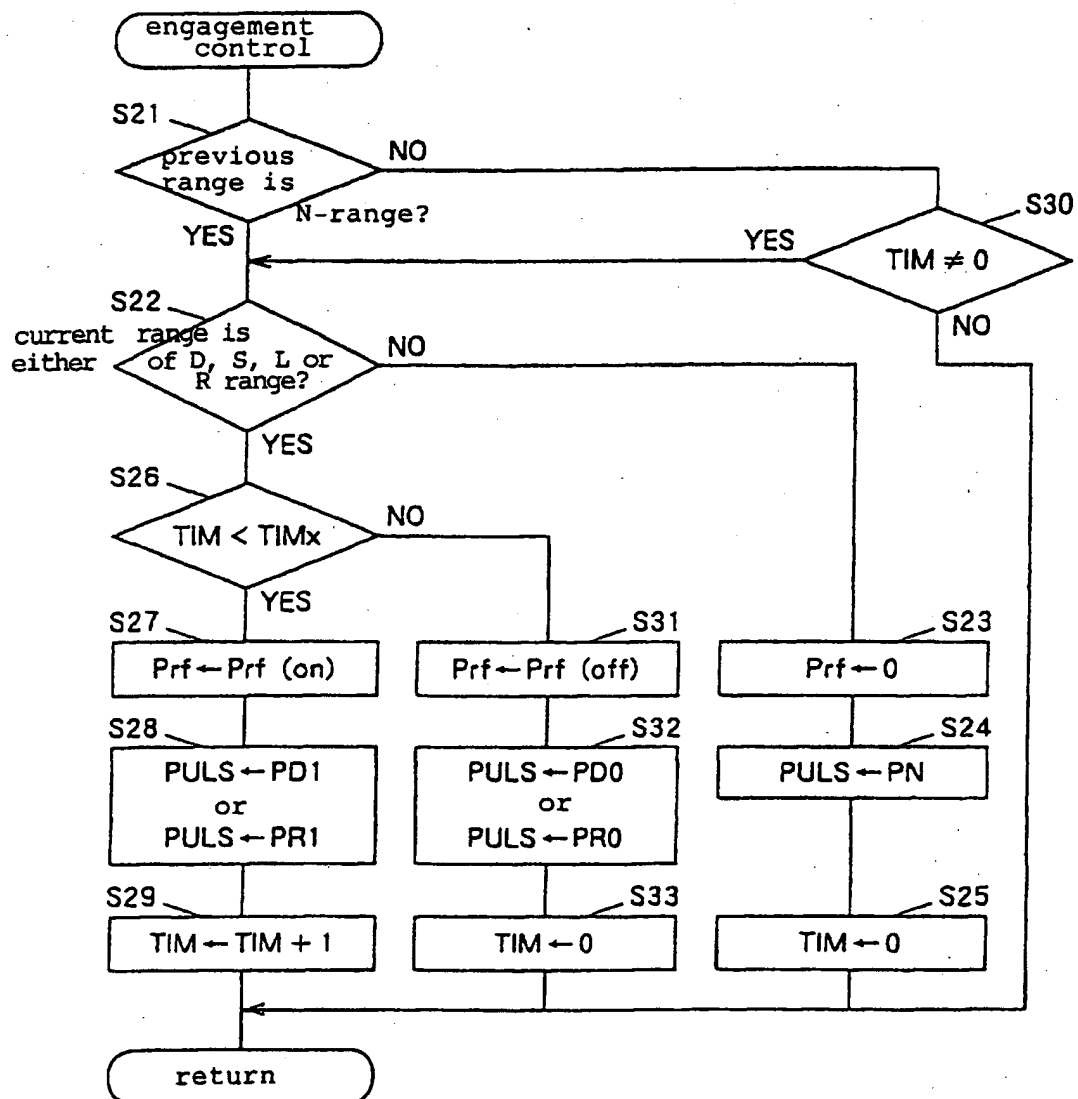 engagement
control
S21
previous
range is
N-range?
NO
YES
S30
TIM ≠ 0
YES
NO
S22
current range is
either of D, S, L or
R range?
NO
YES
S26
TIM < TIMx
NO
YES
S27
Prf ← Prf (on)
S31
Prf ← Prf (off)
S23
Prf ← 0
S28
PULS ← PD1
or
PULS ← PR1
S32
PULS ← PD0
or
PULS ← PR0
S24
PULS ← PN
S29
TIM ← TIM + 1
S33
TIM ← 0
S25
TIM ← 0
return